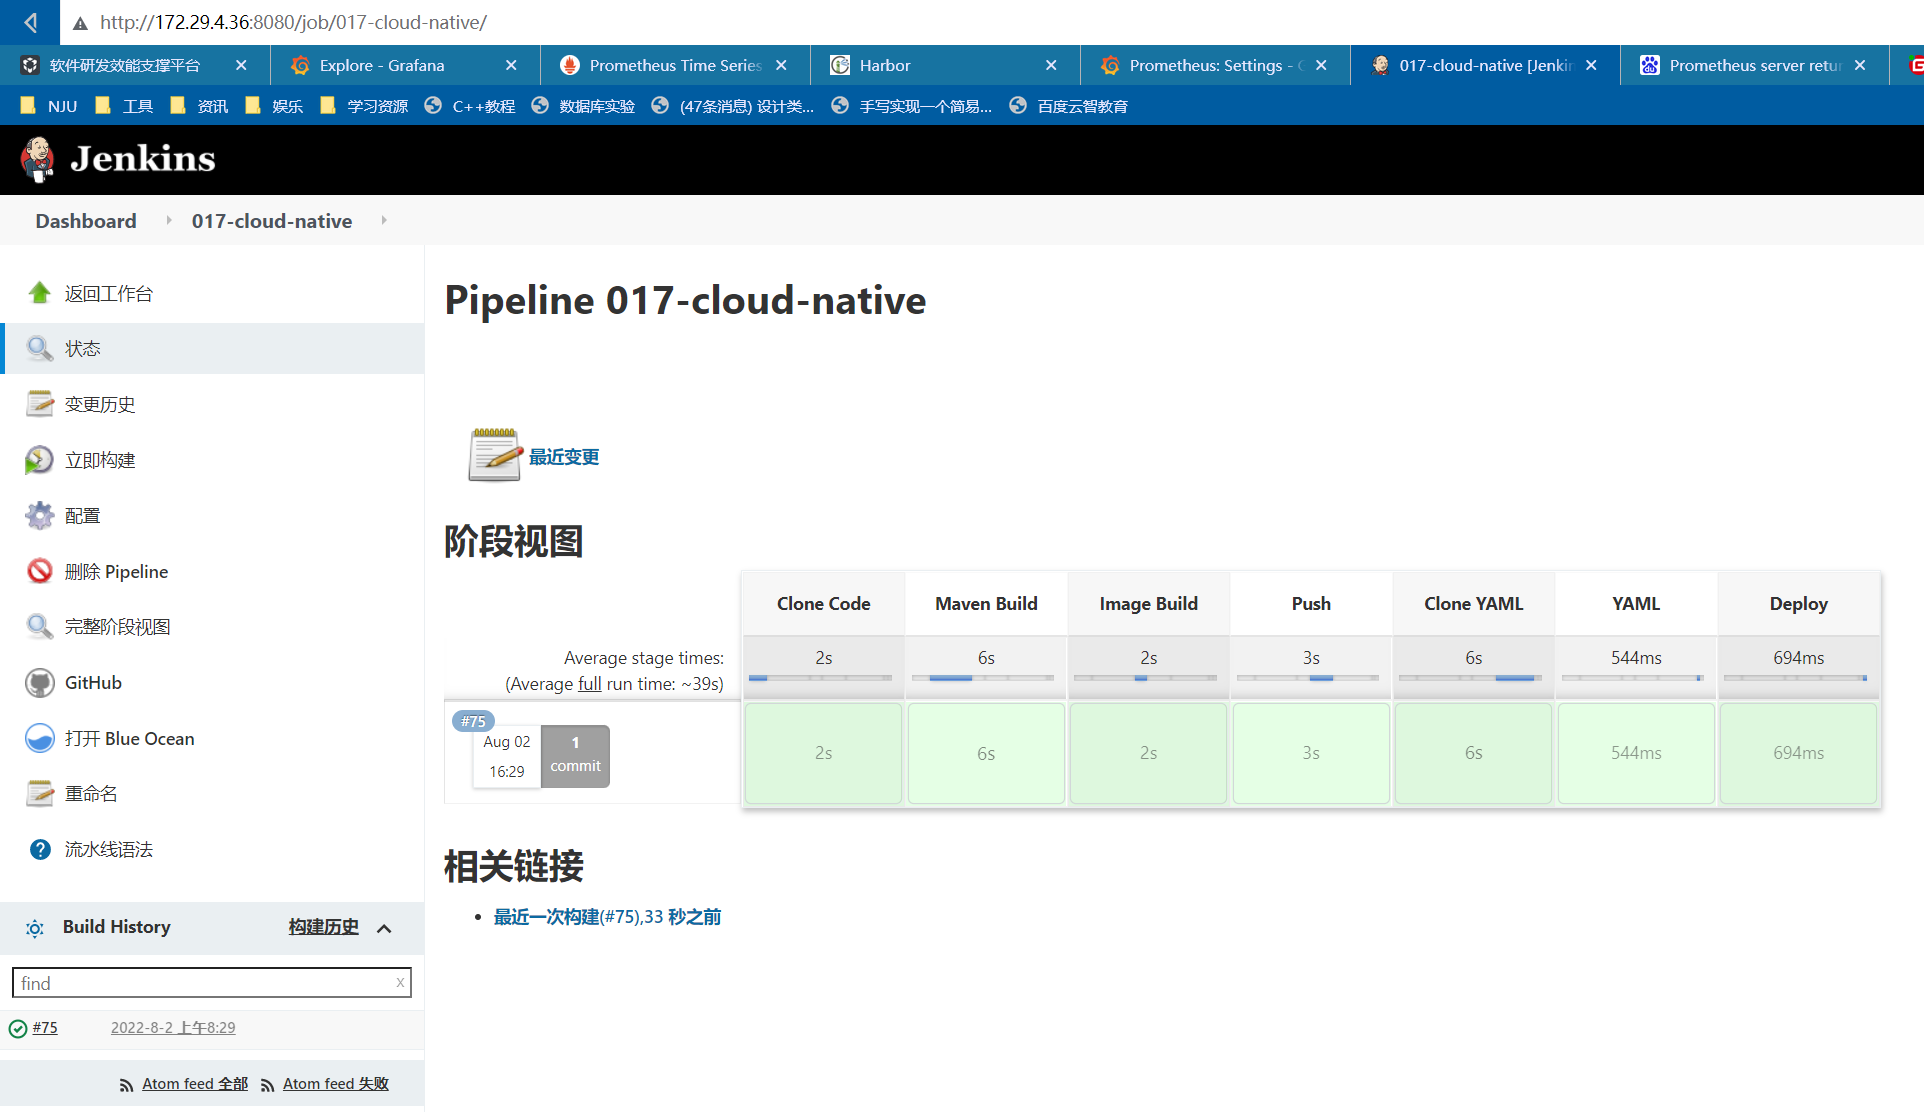 http://172.29.4.36:8080/job/017-cloud-native/
软件研发效能支撑平台
Explore - Grafana
Prometheus Time Series
Harbor
Prometheus: Settings -
017-cloud-native [Jenkin
Prometheus server retur
NJU
工具
资讯
娱乐
学习资源
C++教程
数据库实验
(47条消息) 设计类...
手写实现一个简易...
百度云智教育
Jenkins
Dashboard
017-cloud-native
返回工作台
状态
变更历史
立即构建
配置
删除 Pipeline
完整阶段视图
GitHub
打开 Blue Ocean
重命名
流水线语法
Build History
构建历史
find
x
#75
2022-8-2 上午8:29
Atom feed 全部
Atom feed 失败
Pipeline 017-cloud-native
最近变更
阶段视图
Clone Code
Maven Build
Image Build
Push
Clone YAML
YAML
Deploy
Average stage times:
(Average full run time: ~39s)
2s
6s
2s
3s
6s
544ms
694ms
#75
Aug 02
16:29
1
commit
2s
6s
2s
3s
6s
544ms
694ms
相关链接
最近一次构建(#75),33 秒之前